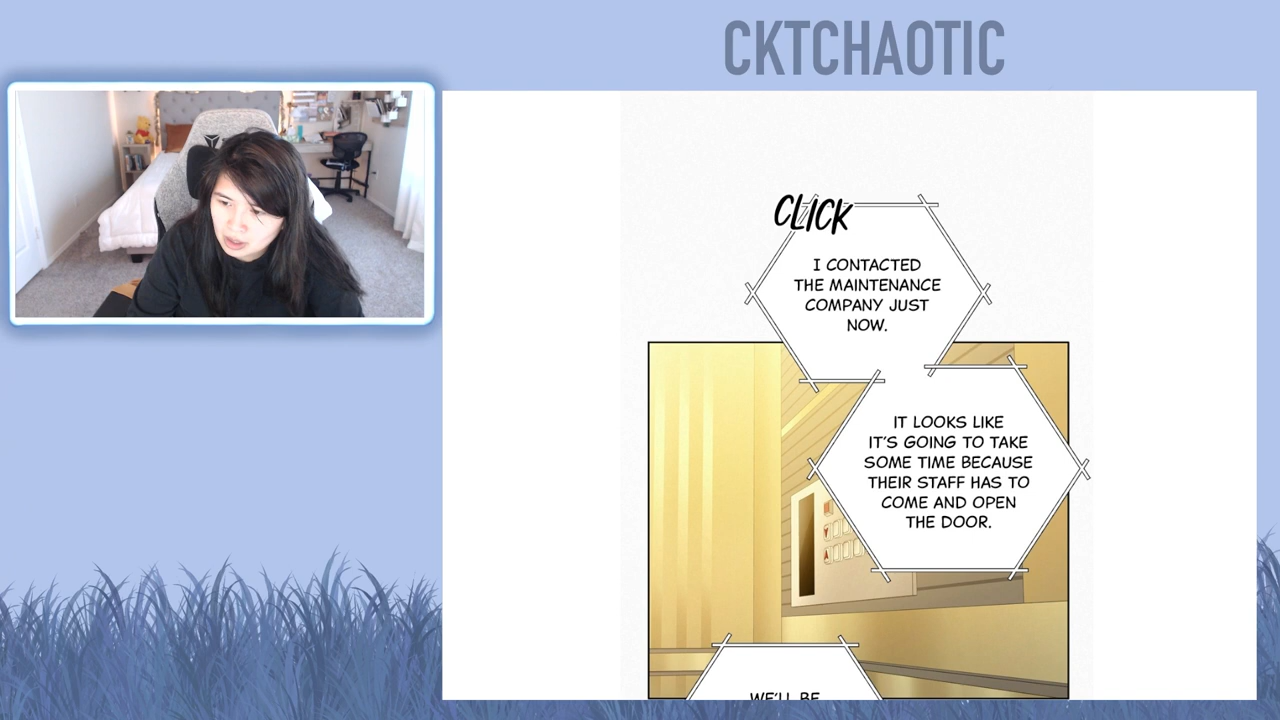 CKTCHAOTIC
CLICK
I CONTACTED
THE MAINTENANCE
COMPANY JUST
NOW.
IT LOOKS LIKE
IT'S GOING TO TAKE
SOME TIME BECAUSE
THEIR STAFF HAS TO
COME AND OPEN
THE DOOR.
WE'LL BE